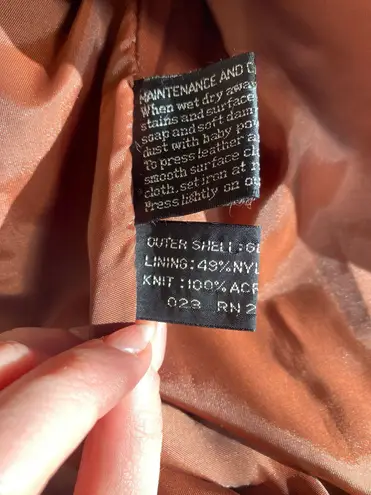 MAINTENANCE AND C
When wet dry away
stains and surface
soap and soft dam
dust with baby po
To press leather a
smooth surface cl
cloth, set iron at
Press lightly on o
OUTER SHELL: GE
LINING: 49% NYL
KNIT: 100% ACR
023 RN 2